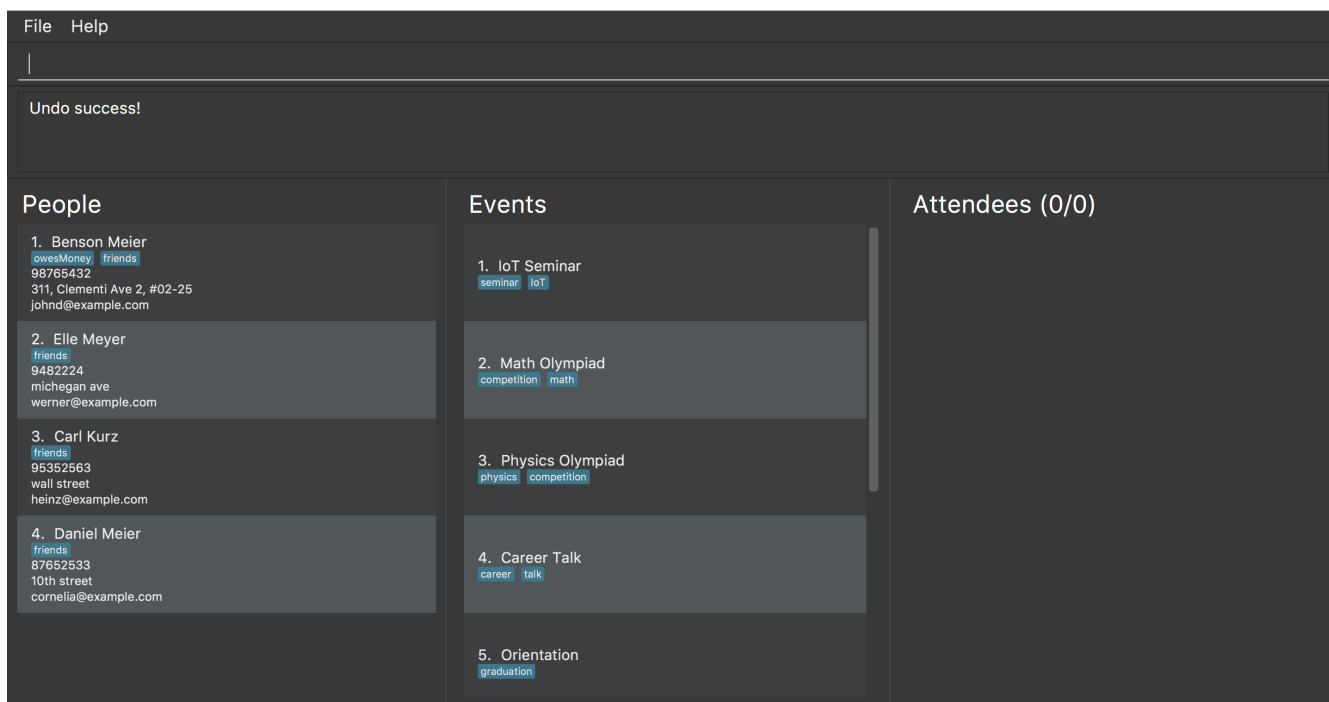 File Help
Undo success!
People
1. Benson Meier
owesMoney friends
98765432
311, Clementi Ave 2, #02-25
johnd@example.com
2. Elle Meyer
friends
9482224
michegan ave
werner@example.com
3. Carl Kurz
friends
95352563
wall street
heinz@example.com
4. Daniel Meier
friends
87652533
10th street
cornelia@example.com
Events
1. IoT Seminar
seminar IoT
2. Math Olympiad
competition math
3. Physics Olympiad
physics competition
4. Career Talk
career talk
5. Orientation
graduation
Attendees (0/0)